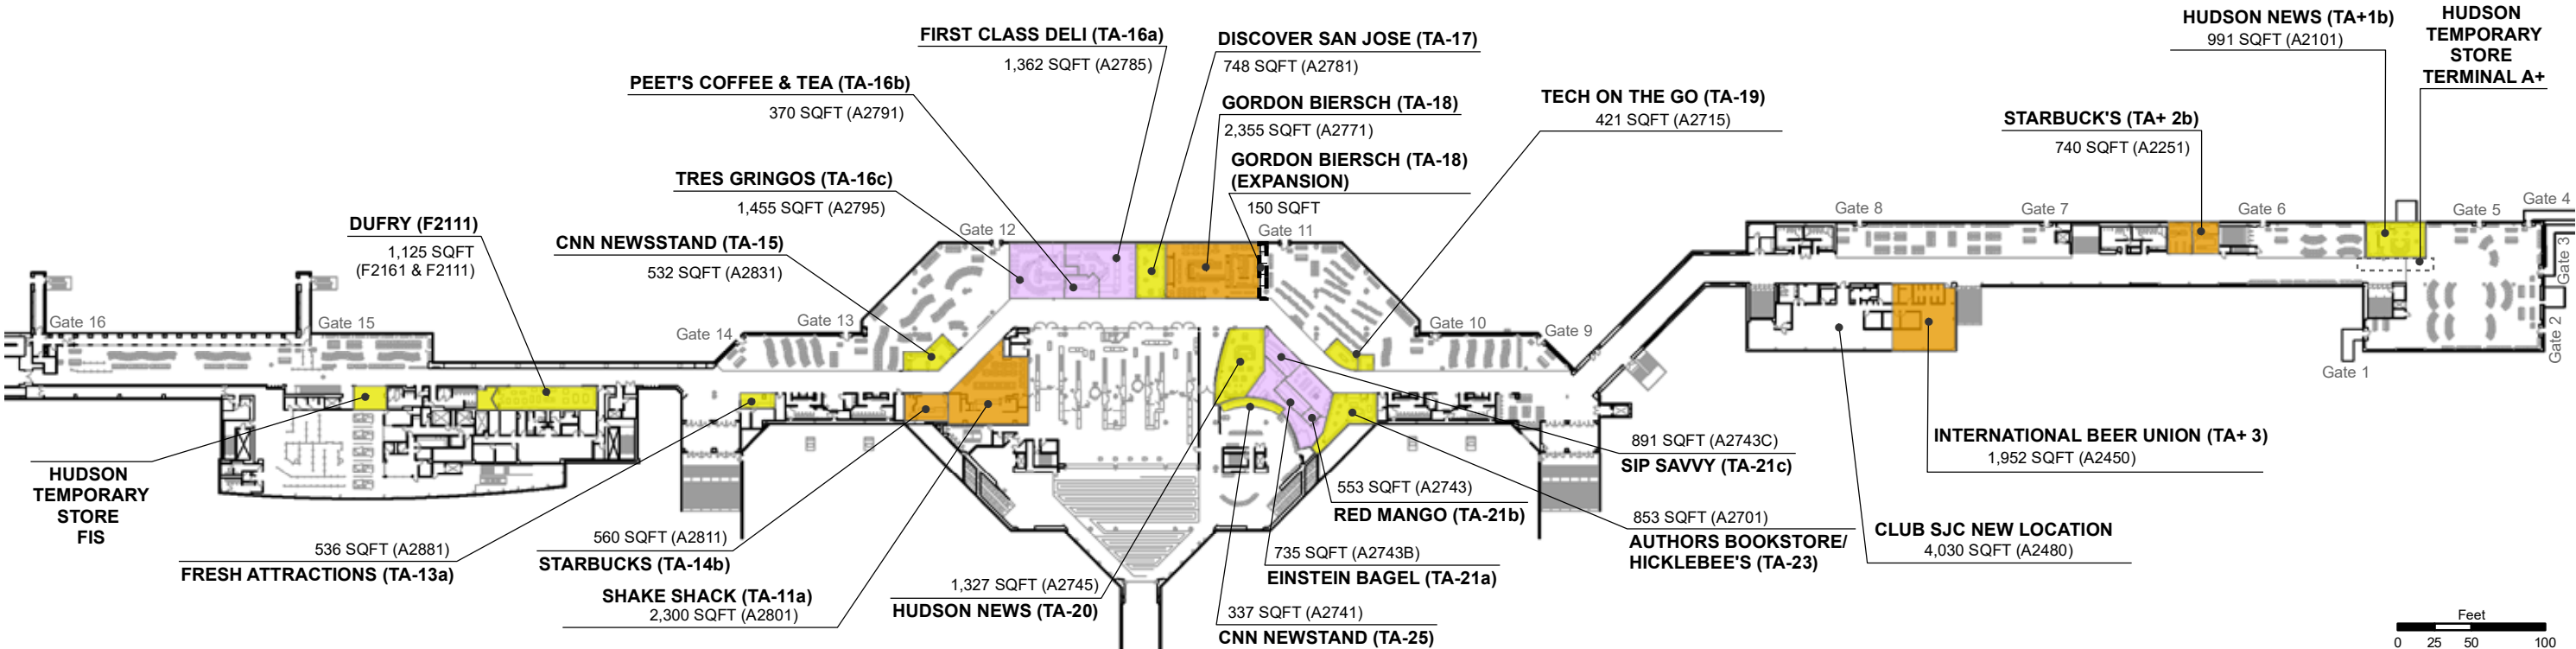 FIRST CLASS DELI (TA-16a)
1,362 SQFT (A2785)
DISCOVER SAN JOSE (TA-17)
748 SQFT (A2781)
HUDSON NEWS (TA+1b)
991 SQFT (A2101)
HUDSON
TEMPORARY
STORE
TERMINAL A+
PEET'S COFFEE & TEA (TA-16b)
370 SQFT (A2791)
GORDON BIERSCH (TA-18)
2,355 SQFT (A2771)
TECH ON THE GO (TA-19)
421 SQFT (A2715)
STARBUCK'S (TA+ 2b)
740 SQFT (A2251)
GORDON BIERSCH (TA-18)
(EXPANSION)
150 SQFT
TRES GRINGOS (TA-16c)
1,455 SQFT (A2795)
DUFRY (F2111)
1,125 SQFT
(F2161 & F2111)
CNN NEWSSTAND (TA-15)
532 SQFT (A2831)
Gate 16
Gate 15
Gate 14
Gate 13
Gate 12
Gate 11
Gate 10
Gate 9
Gate 8
Gate 7
Gate 6
Gate 5
Gate 4
Gate 3
Gate 2
Gate 1
HUDSON
TEMPORARY
STORE
FIS
536 SQFT (A2881)
FRESH ATTRACTIONS (TA-13a)
560 SQFT (A2811)
STARBUCKS (TA-14b)
SHAKE SHACK (TA-11a)
2,300 SQFT (A2801)
1,327 SQFT (A2745)
HUDSON NEWS (TA-20)
337 SQFT (A2741)
CNN NEWSTAND (TA-25)
735 SQFT (A2743B)
EINSTEIN BAGEL (TA-21a)
553 SQFT (A2743)
RED MANGO (TA-21b)
891 SQFT (A2743C)
SIP SAVVY (TA-21c)
853 SQFT (A2701)
AUTHORS BOOKSTORE/
HICKLEBEE'S (TA-23)
CLUB SJC NEW LOCATION
4,030 SQFT (A2480)
INTERNATIONAL BEER UNION (TA+ 3)
1,952 SQFT (A2450)
Feet
0 25 50 100